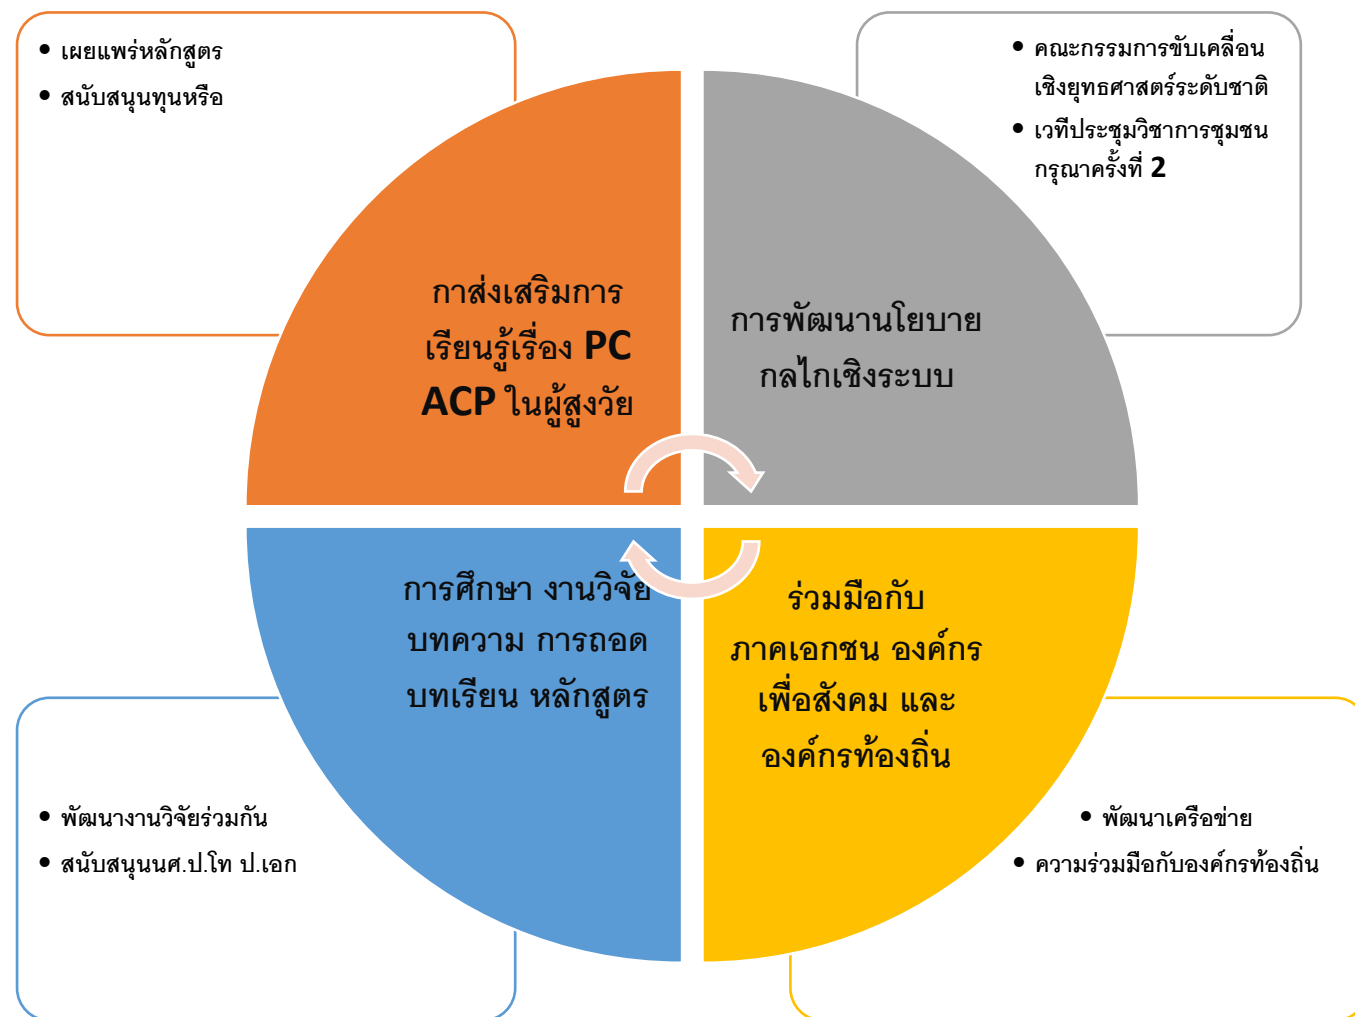 • เผยแพร่หลักสูตร
• สนับสนุนทุนหรือ
• คณะกรรมการขับเคลื่อน
เชิงยุทธศาสตร์ระดับชาติ
• เวทีประชุมวิชาการชุมชน
กรุณาครั้งที่ 2
กาส่งเสริมการ
เรียนรู้เรื่อง PC
ACP ในผู้สูงวัย
การพัฒนานโยบาย
กลไกเชิงระบบ
การศึกษา งานวิจัย
บทความ การถอด
บทเรียน หลักสูตร
ร่วมมือกับ
ภาคเอกชน องค์กร
เพื่อสังคม และ
องค์กรท้องถิ่น
• พัฒนางานวิจัยร่วมกัน
• สนับสนุนนศ.ป.โท ป.เอก
• พัฒนาเครือข่าย
• ความร่วมมือกับองค์กรท้องถิ่น